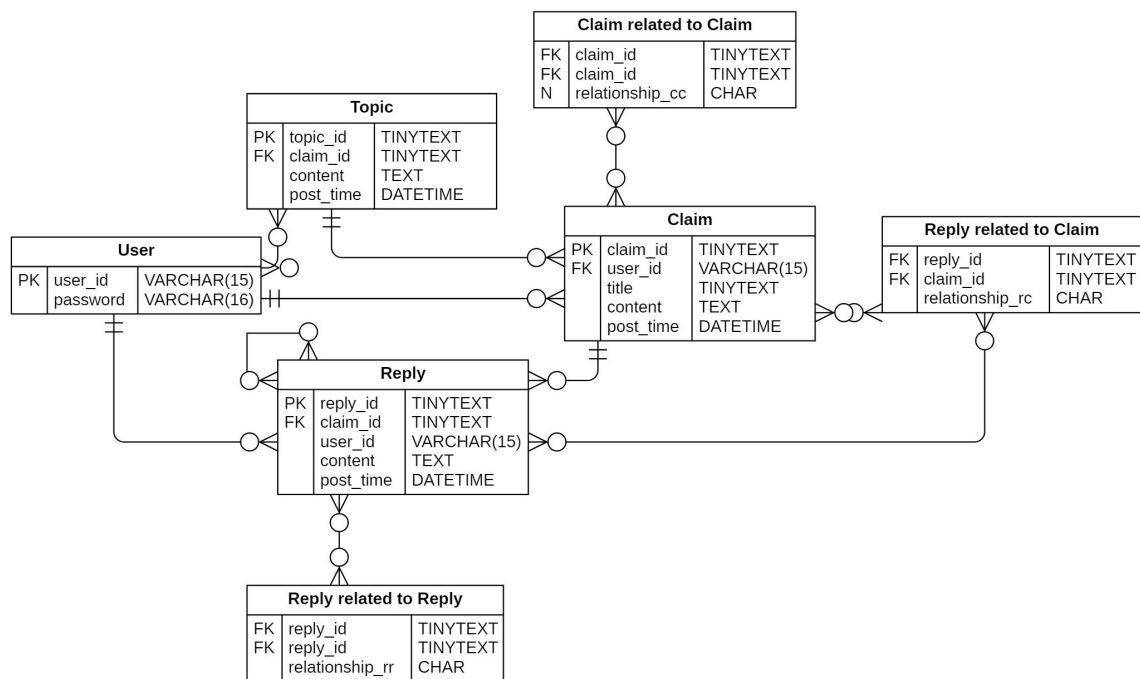 Claim related to Claim
FK claim_id TINYTEXT
FK claim_id TINYTEXT
N relationship_cc CHAR
Topic
PK topic_id TINYTEXT
FK claim_id TINYTEXT
content TEXT
post_time DATETIME
Claim
PK claim_id TINYTEXT
FK user_id VARCHAR(15)
title TINYTEXT
content TEXT
post_time DATETIME
Reply related to Claim
FK reply_id TINYTEXT
FK claim_id TINYTEXT
relationship_rc CHAR
User
PK user_id VARCHAR(15)
password VARCHAR(16)
Reply
PK reply_id TINYTEXT
FK claim_id TINYTEXT
user_id VARCHAR(15)
content TEXT
post_time DATETIME
Reply related to Reply
FK reply_id TINYTEXT
FK reply_id TINYTEXT
relationship_rr CHAR